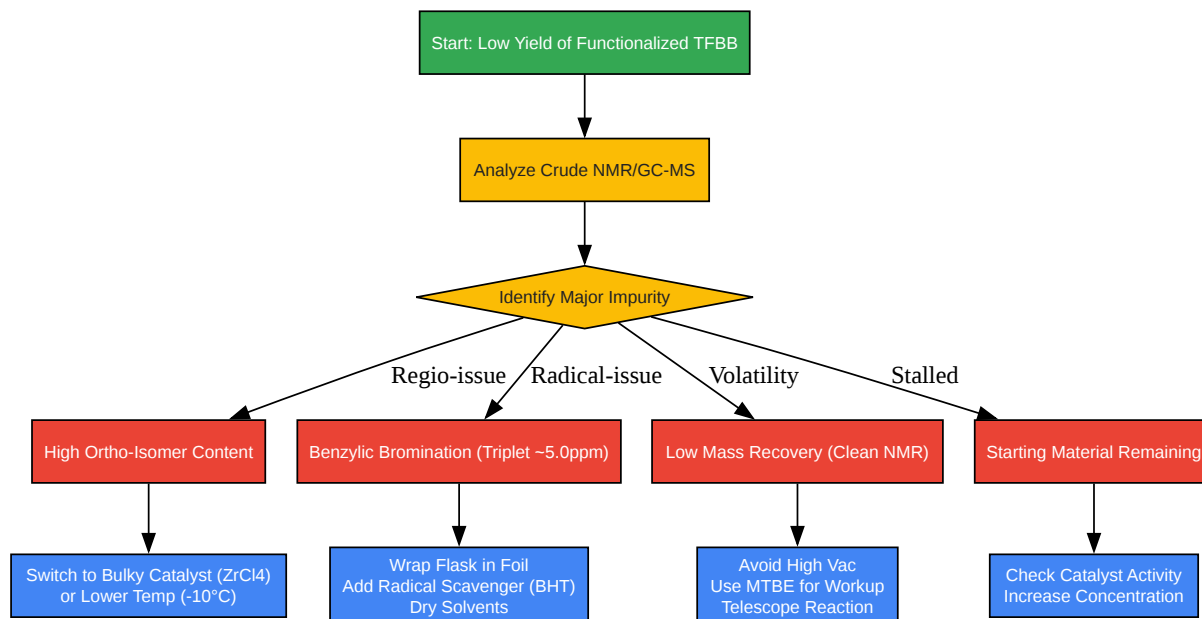 Start: Low Yield of Functionalized TFBB
Analyze Crude NMR/GC-MS
Identify Major Impurity
Regio-issue
Radical-issue
Volatility
Stalled
High Ortho-Isomer Content
Benzylic Bromination (Triplet ~5.0ppm)
Low Mass Recovery (Clean NMR)
Starting Material Remaining
Switch to Bulky Catalyst (ZrCl4)
or Lower Temp (-10°C)
Wrap Flask in Foil
Add Radical Scavenger (BHT)
Dry Solvents
Avoid High Vac
Use MTBE for Workup
Telescope Reaction
Check Catalyst Activity
Increase Concentration